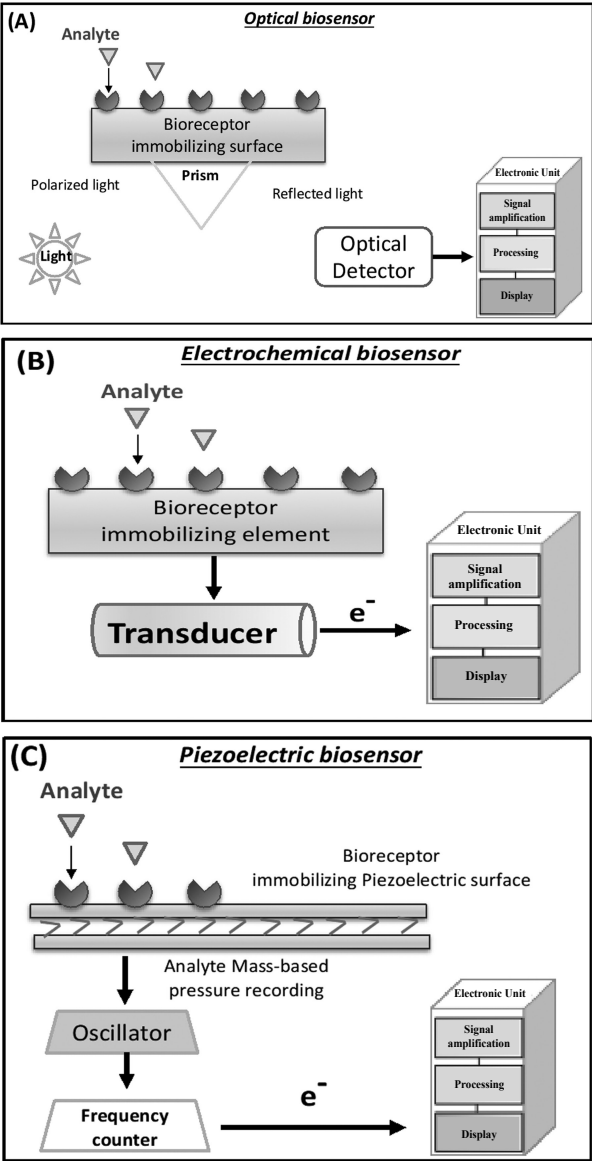 (A)
Optical biosensor
Analyte
Bioreceptor
immobilizing surface
Polarized light
Prism
Reflected light
Light
Optical
Detector
Electronic Unit
Signal
amplification
Processing
Display
(B)
Electrochemical biosensor
Analyte
Bioreceptor
immobilizing element
Transducer
e-
Electronic Unit
Signal
amplification
Processing
Display
(C)
Piezoelectric biosensor
Analyte
Bioreceptor
immobilizing Piezoelectric surface
Analyte Mass-based
pressure recording
Oscillator
Frequency
counter
e-
Electronic Unit
Signal
amplification
Processing
Display